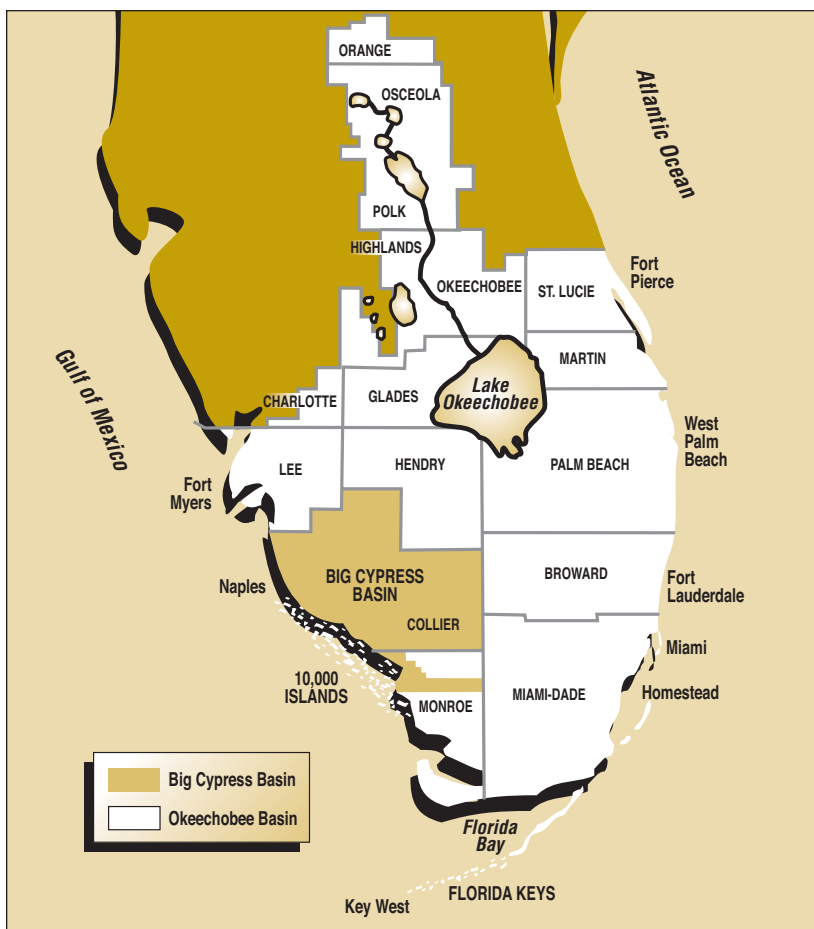 ORANGE
OSCEOLA
Atlantic Ocean
POLK
HIGHLANDS
OKEECHOBEE
ST. LUCIE
Fort
Pierce
MARTIN
Gulf of Mexico
CHARLOTTE
GLADES
Lake
Okeechobee
West
Palm
Beach
LEE
HENDRY
PALM BEACH
Fort
Myers
Naples
BIG CYPRESS
BASIN
BROWARD
Fort
Lauderdale
COLLIER
Miami
10,000
ISLANDS
MONROE
MIAMI-DADE
Homestead
Big Cypress Basin
Okeechobee Basin
Florida
Bay
FLORIDA KEYS
Key West